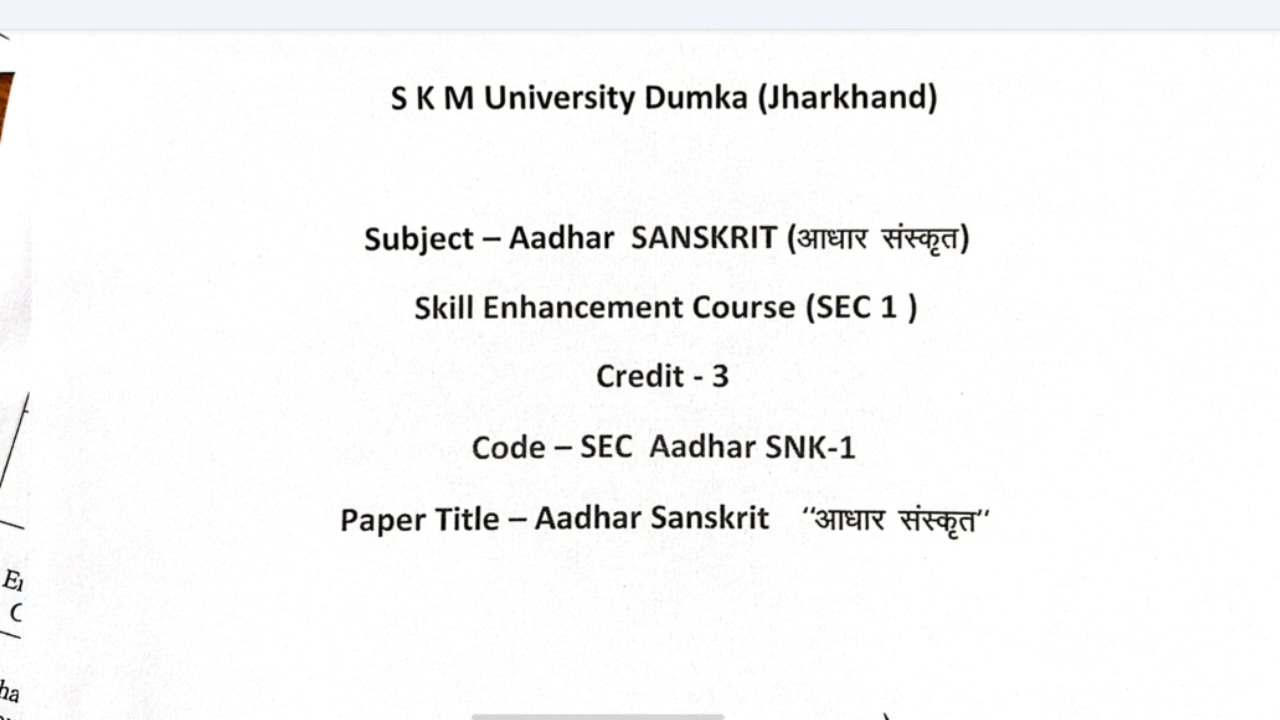 S K M University Dumka (Jharkhand)
Subject – Aadhar SANSKRIT (आधार संस्कृत)
Skill Enhancement Course (SEC 1 )
Credit - 3
Code – SEC Aadhar SNK-1
Paper Title – Aadhar Sanskrit “आधार संस्कृत”